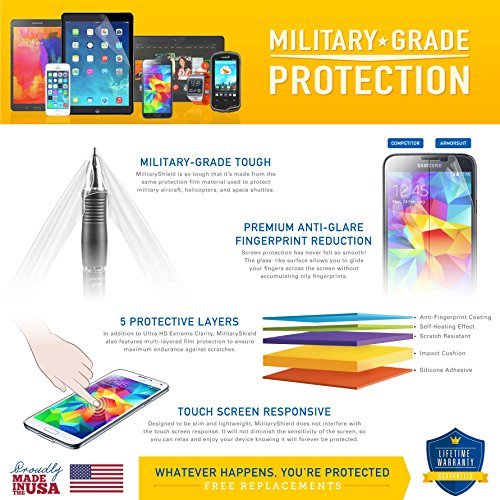 MILITARY★GRADE
PROTECTION
MILITARY-GRADE TOUGH
MilitaryShield is so tough that it's made from the
same protection film material used to protect
military aircraft, helicopters, and space shuttles.
COMPETITOR
ARMORSUIT
SAMSUNG
PREMIUM ANTI-GLARE
FINGERPRINT REDUCTION
Screen protection has never felt so smooth!
The glass- like surface allows you to glide
your fingers across the screen without
accumulating oily fingerprints.
5 PROTECTIVE LAYERS
In addition to Ultra HD Extreme Clarity, MilitaryShield
also features multi-layered film protection to ensure
maximum endurance against scratches.
Anti-Fingerprint Coating
Self-Healing Effect
Scratch Resistant
Impact Cushion
Silicone Adhesive
TOUCH SCREEN RESPONSIVE
Designed to be slim and lightweight, MilitaryShield does not interfere with
the touch screen response. It will not diminish the sensitivity of the screen, so
you can relax and enjoy your device knowing it will forever be protected.
Proudly
MADE
IN THE USA
WHATEVER HAPPENS, YOU'RE PROTECTED
FREE REPLACEMENTS
LIFETIME
WARRANTY
GUARANTEED